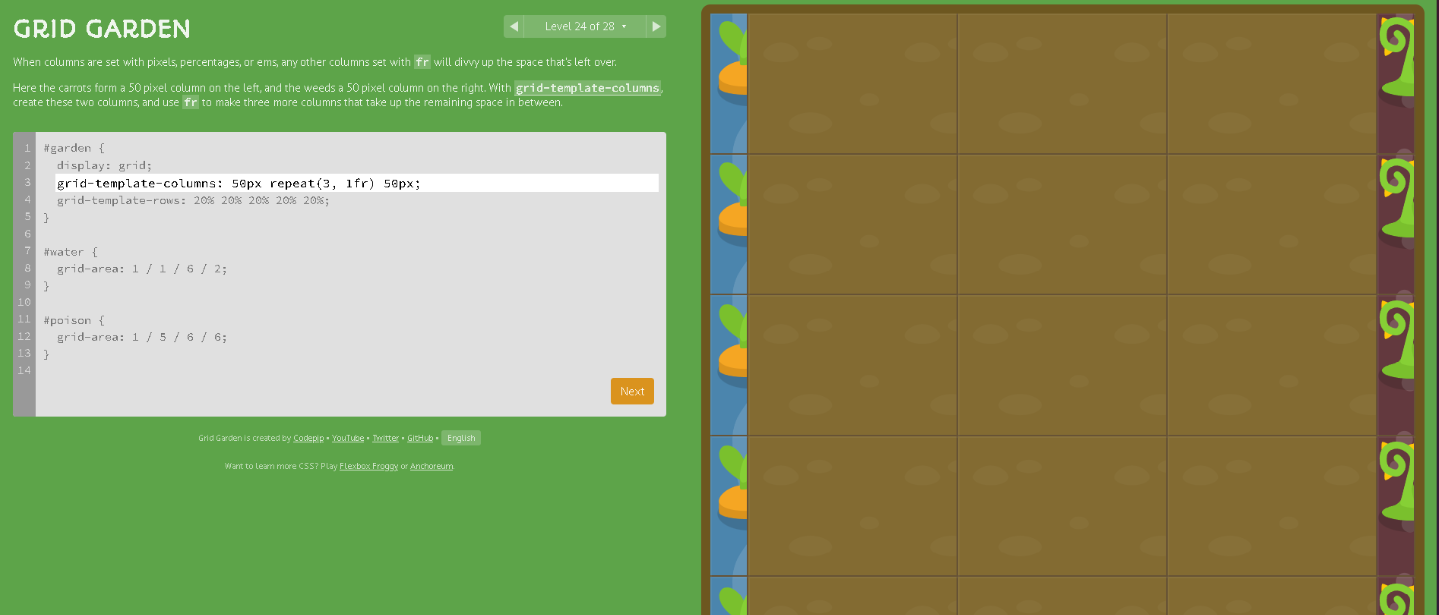 GRID GARDEN
Level 24 of 28
When columns are set with pixels, percentages, or ems, any other columns set with fr will divvy up the space that's left over.
Here the carrots form a 50 pixel column on the left, and the weeds a 50 pixel column on the right. With grid-template-columns,
create these two columns, and use fr to make three more columns that take up the remaining space in between.
1 #garden {
2 display: grid;
3 grid-template-columns: 50px repeat(3, 1fr) 50px;
4 grid-template-rows: 20% 20% 20% 20% 20%;
5 }
6
7 #water {
8 grid-area: 1 / 1 / 6 / 2;
9 }
10
11 #poison {
12 grid-area: 1 / 5 / 6 / 6;
13 }
14
Next
Grid Garden is created by Codepip • YouTube • Twitter • GitHub • English
Want to learn more CSS? Play Flexbox Froggy or Anchoreum.